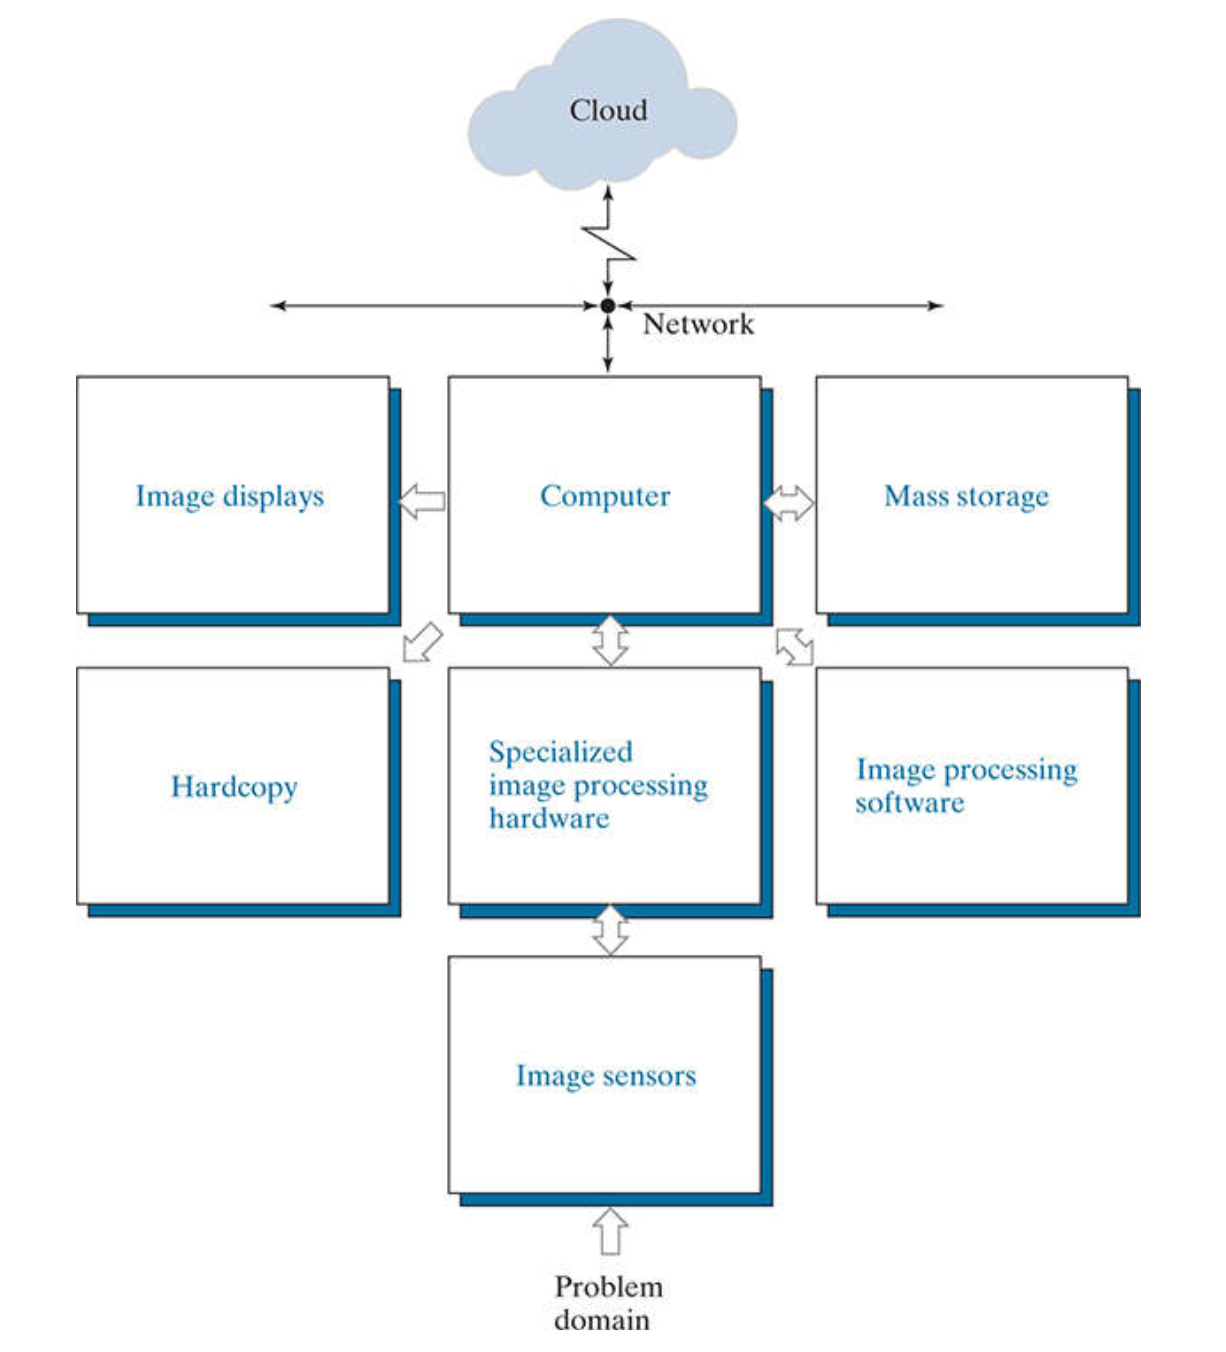 Cloud
Network
Image displays
Computer
Mass storage
Hardcopy
Specialized
image processing
hardware
Image processing
software
Image sensors
Problem
domain